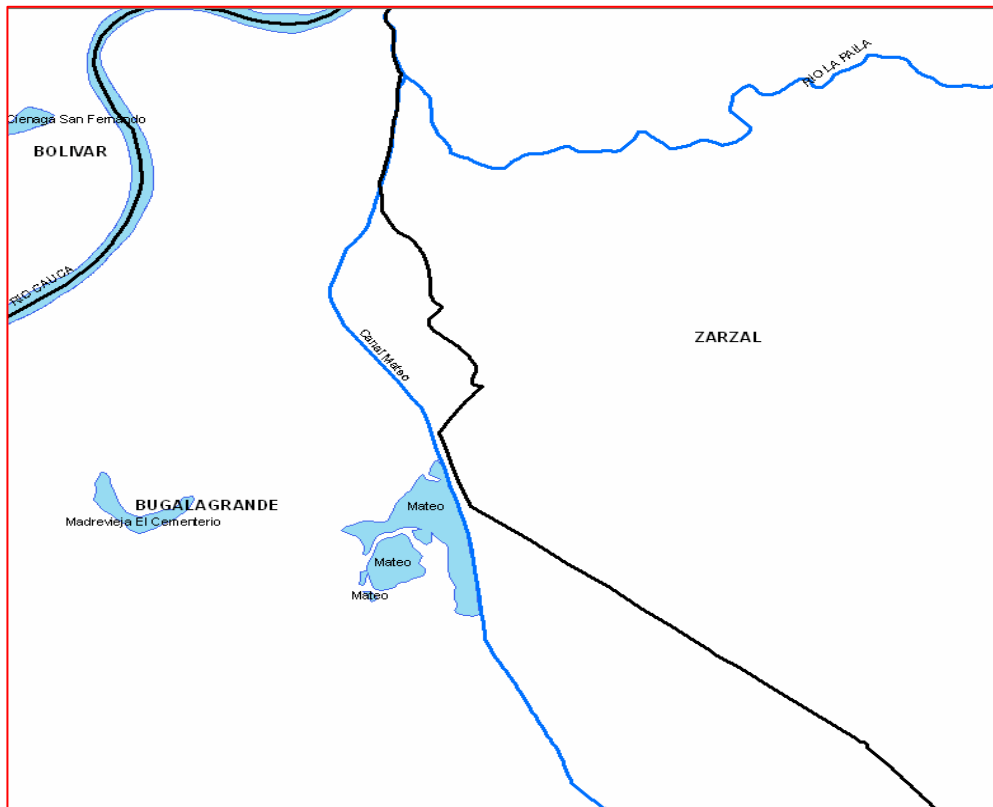 RIO LA PAILA
Cienaga San Fernando
BOLIVAR
RIO CAUCA
ZARZAL
Canal Mateo
BUGALAGRANDE
Mateo
Madrevieja El Cementerio
Mateo
Mateo